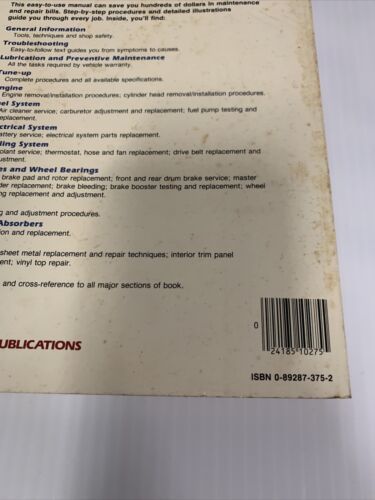 This easy-to-use manual can save you hundreds of dollars in maintenance
and repair bills. Step-by-step procedures and detailed illustrations
guide you through every job. Inside, you'll find:
General Information
Tools, techniques and shop safety.
Troubleshooting
Easy-to-follow text guides you from symptoms to causes.
Lubrication and Preventive Maintenance
All the tasks required by vehicle warranty.
Tune-up
Complete procedures and all available specifications.
ngine
Engine removal/installation procedures; cylinder head removal/installation procedures.
el System
Air cleaner service; carburetor adjustment and replacement; fuel pump testing and
placement.
ectrical System
attery service; electrical system parts replacement.
ling System
olant service; thermostat, hose and fan replacement; drive belt replacement and
ustment.
es and Wheel Bearings
brake pad and rotor replacement; front and rear drum brake service; master
der replacement; brake bleeding; brake booster testing and replacement; wheel
ng replacement and adjustment.
g and adjustment procedures.
Absorbers
ion and replacement.
sheet metal replacement and repair techniques; interior trim panel
ent; vinyl top repair.
and cross-reference to all major sections of book.
UBLICATIONS
0
24185 10275
ISBN 0-89287-375-2